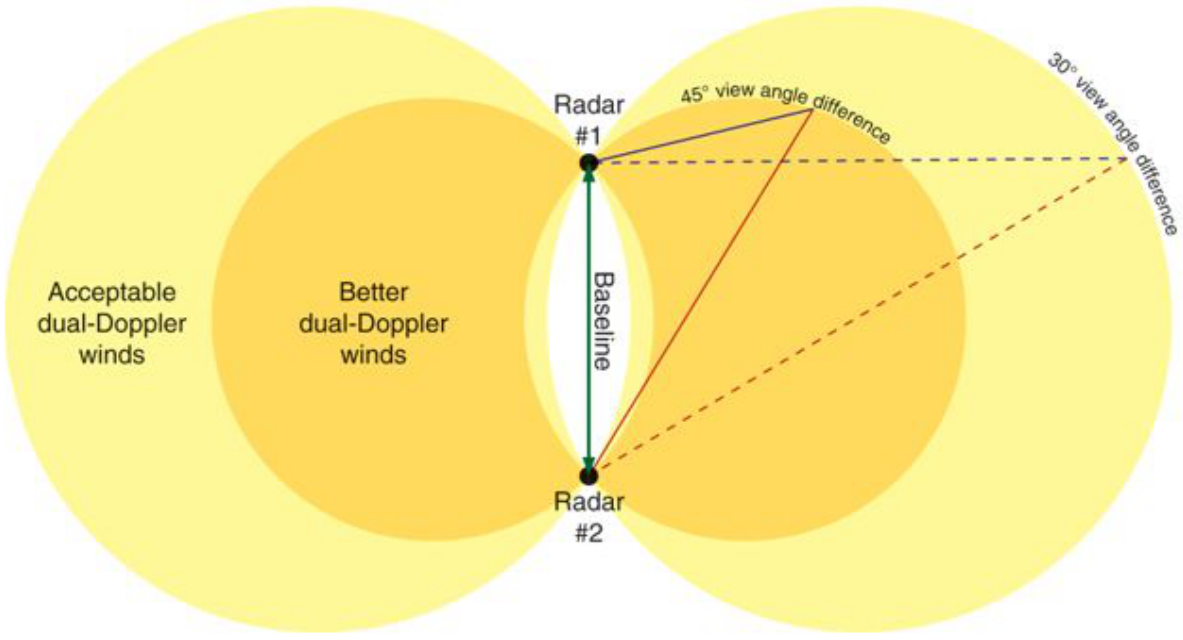 Radar
#1
45° view angle difference
30° view angle difference
Acceptable
dual-Doppler
winds
Better
dual-Doppler
winds
Baseline
Radar
#2